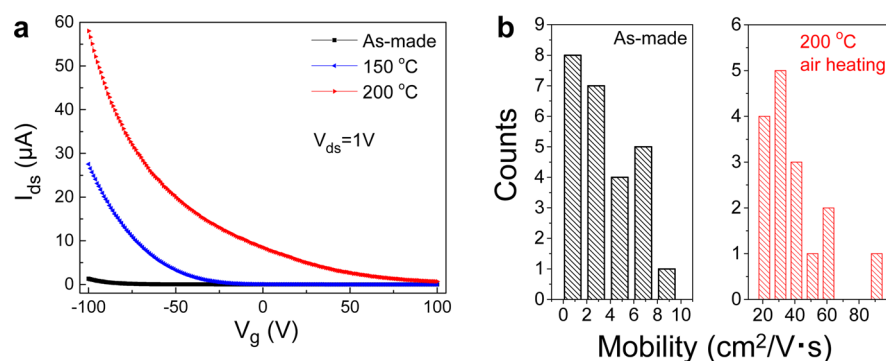 a
60
50
40
30
20
10
0
I_ds (μA)
As-made
150 °C
200 °C
V_ds=1V
-100 -50 0 50 100
V_g (V)
b
9
8
7
6
5
4
3
2
1
0
Counts
As-made
0 2 4 6 8 10
6
5
4
3
2
1
0
200 °C
air heating
20 40 60 80
Mobility (cm²/V·s)